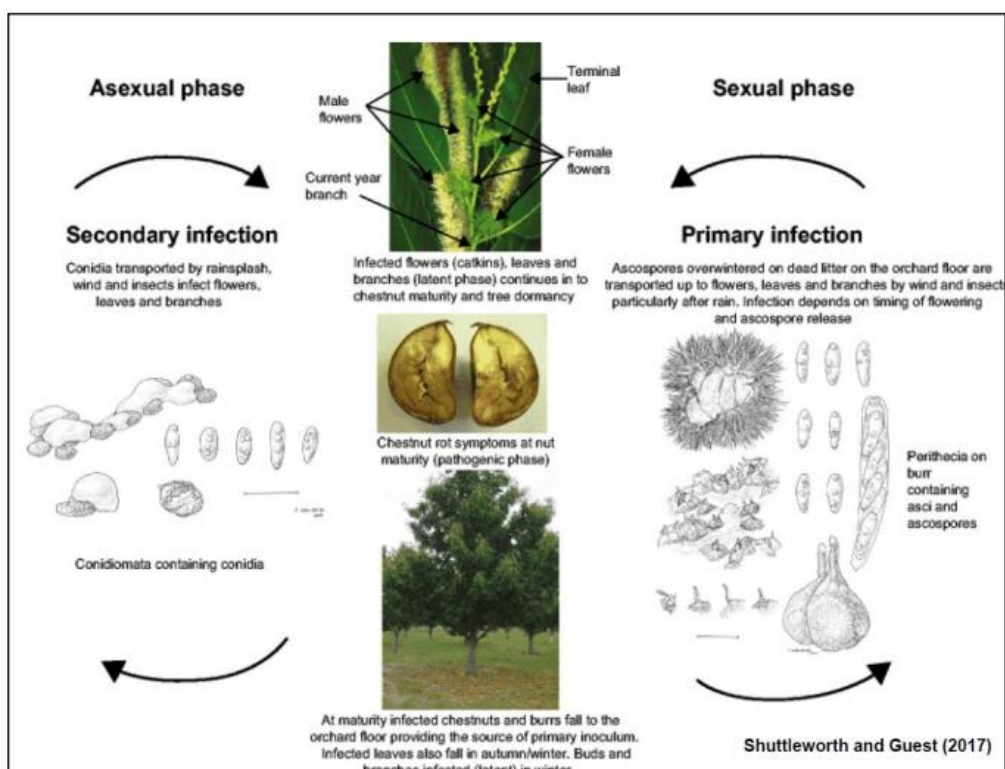 Asexual phase
Sexual phase
Male
flowers
Terminal
leaf
Female
flowers
Current year
branch
Secondary infection
Conidia transported by rainsplash,
wind and insects infect flowers,
leaves and branches
Infected flowers (catkins), leaves and
branches (latent phase) continues in to
chestnut maturity and tree dormancy
Primary infection
Ascospores overwintered on dead litter on the orchard floor are
transported up to flowers, leaves and branches by wind and insects
particularly after rain. Infection depends on timing of flowering
and ascospore release
Chestnut rot symptoms at nut
maturity (pathogenic phase)
Perithecia on
burr
containing
asci and
ascospores
Conidiomata containing conidia
At maturity infected chestnuts and burrs fall to the
orchard floor providing the source of primary inoculum.
Infected leaves also fall in autumn/winter. Buds and
branches infected (latent) in winter
Shuttleworth and Guest (2017)